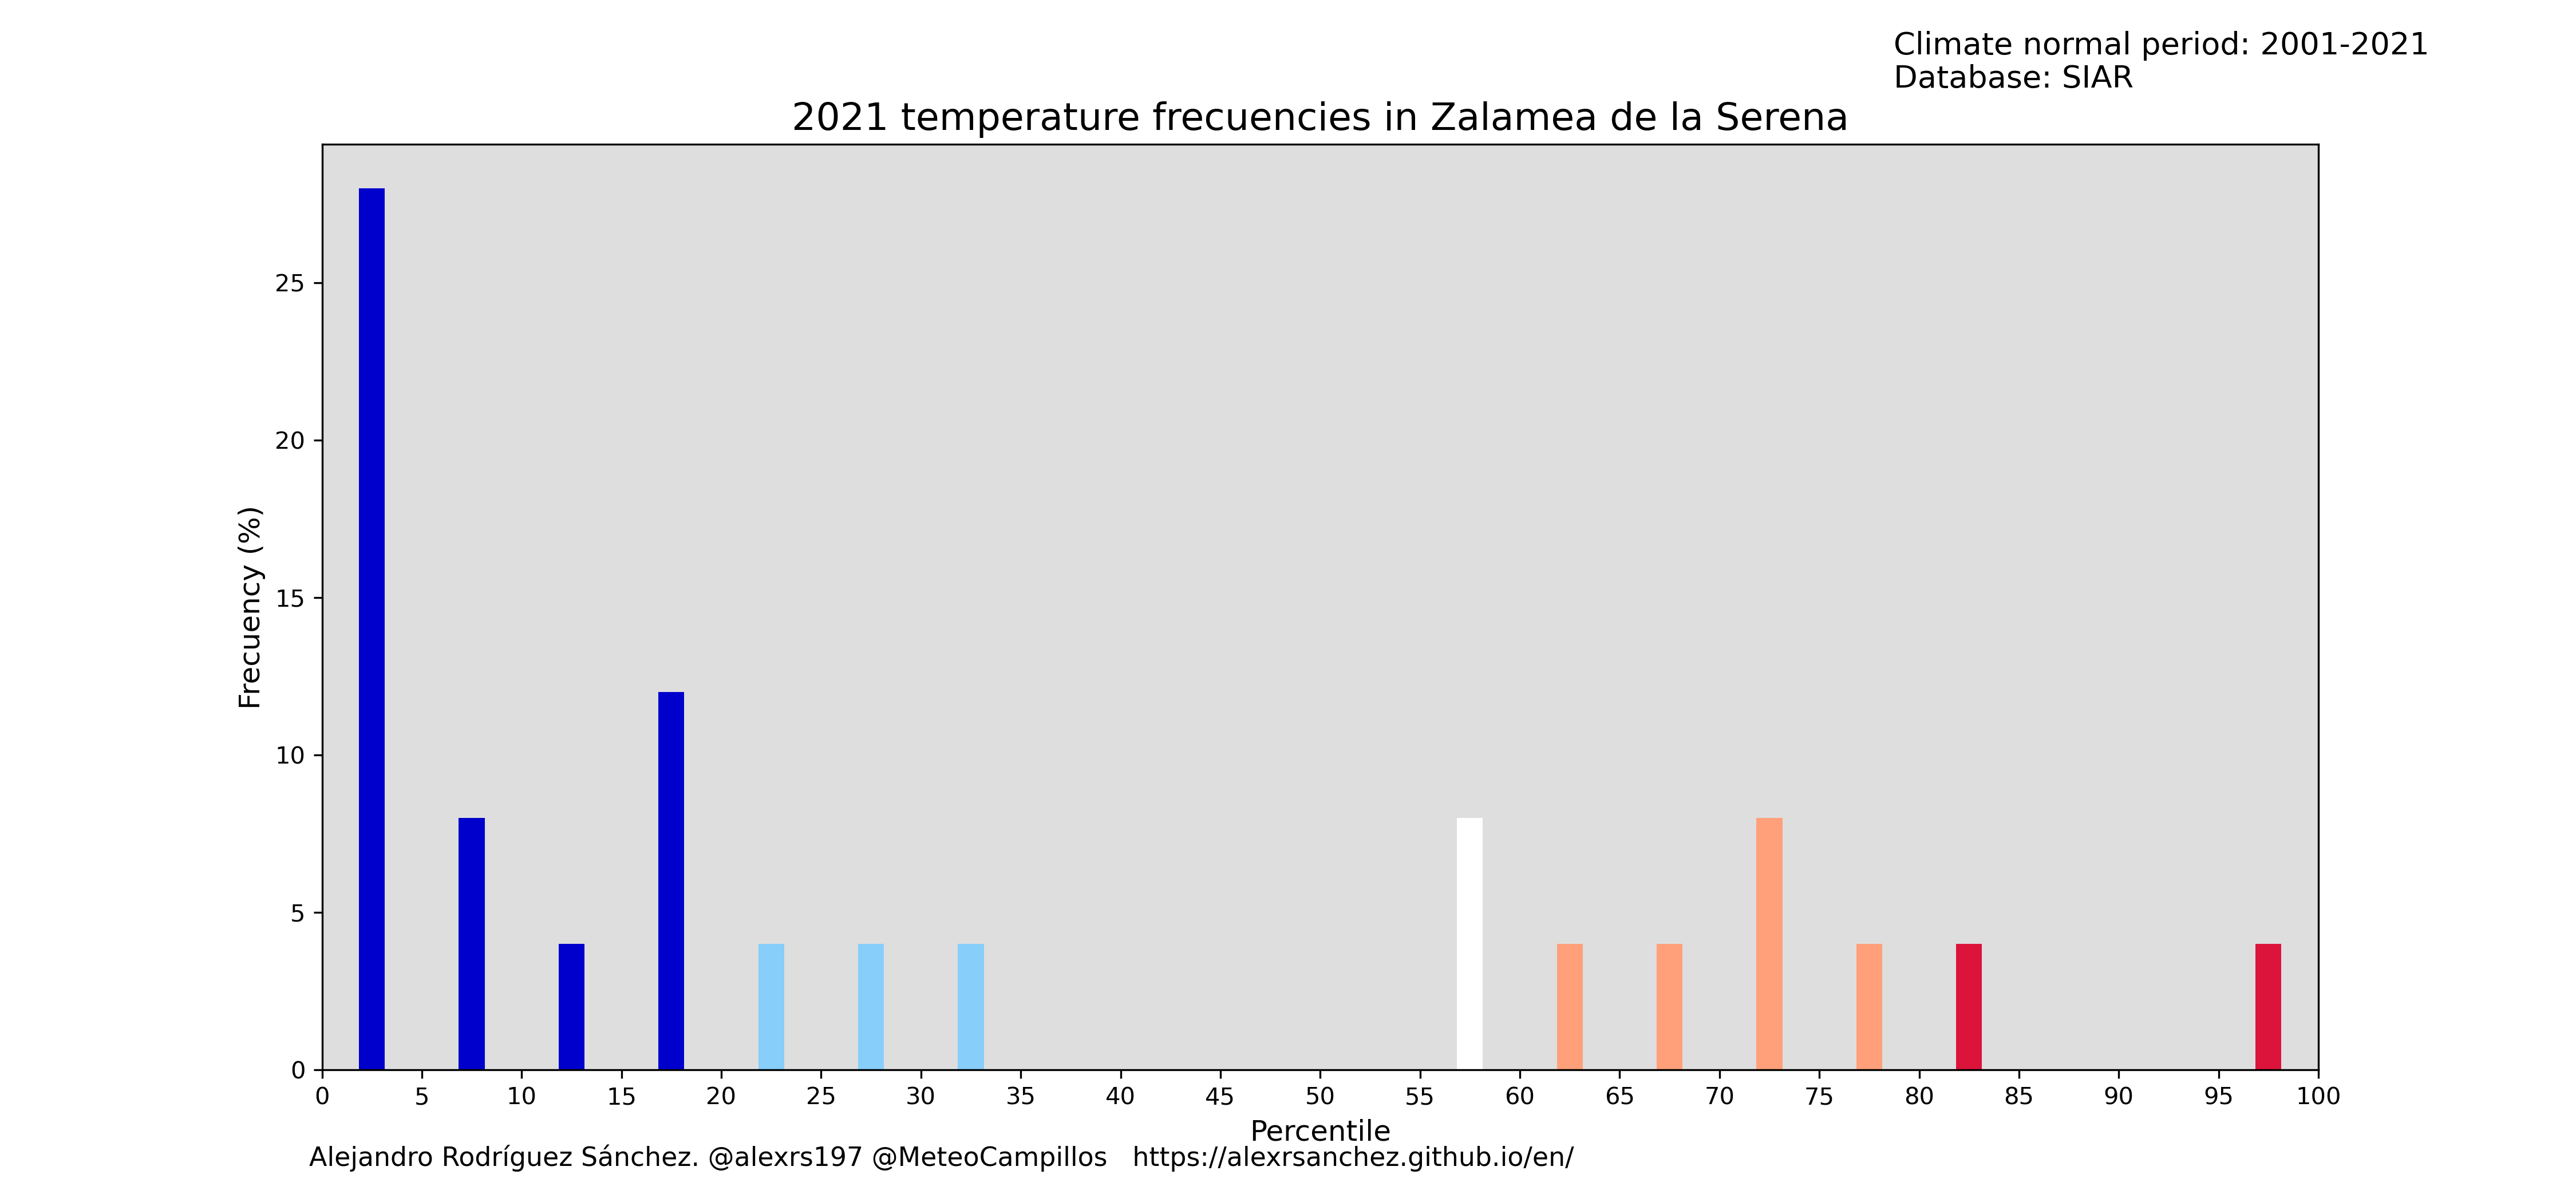 Climate normal period: 2001-2021
Database: SIAR
2021 temperature frecuencies in Zalamea de la Serena
Frecuency (%)
25
20
15
10
5
0
0 5 10 15 20 25 30 35 40 45 50 55 60 65 70 75 80 85 90 95 100
Percentile
Alejandro Rodríguez Sánchez. @alexrs197 @MeteoCampillos https://alexrsanchez.github.io/en/